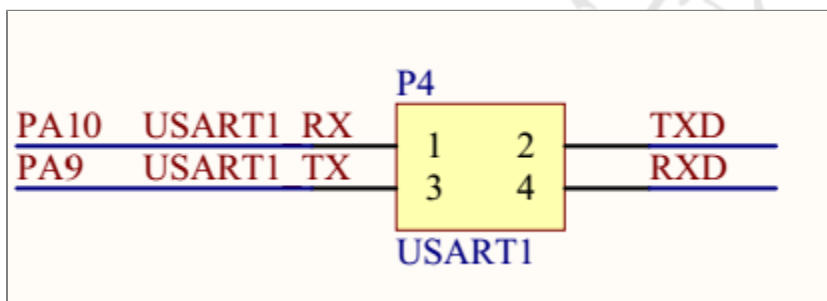 P4
PA10 USART1_RX 1 2 TXD
PA9 USART1_TX 3 4 RXD
USART1